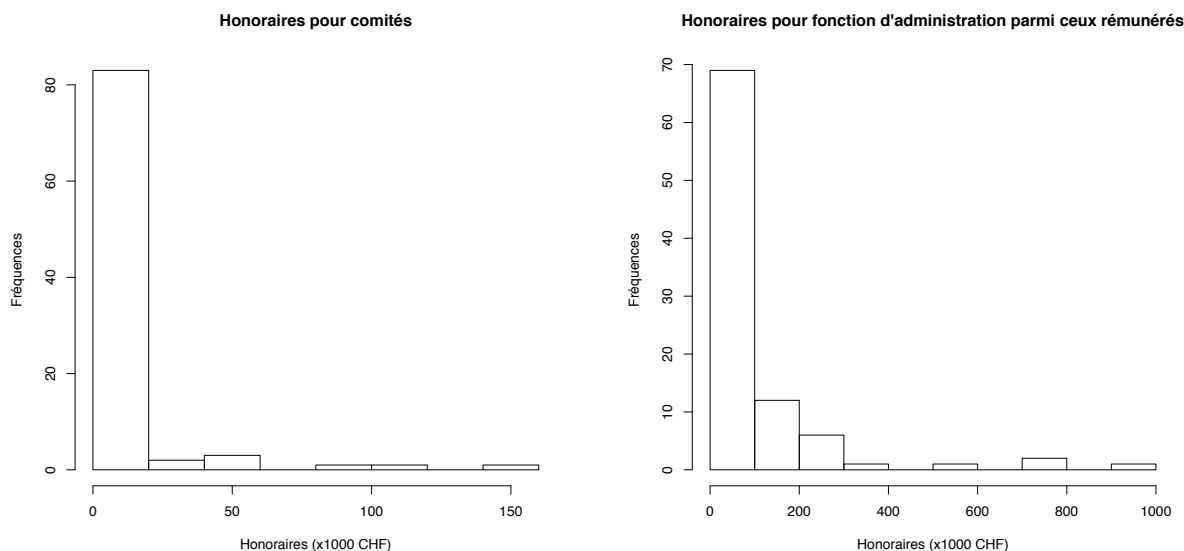 Honoraires pour comités
Fréquences
80
60
40
20
0
0 50 100 150
Honoraires (x1000 CHF)
Honoraires pour fonction d'administration parmi ceux rémunérés
Fréquences
70
60
50
40
30
20
10
0
0 200 400 600 800 1000
Honoraires (x1000 CHF)